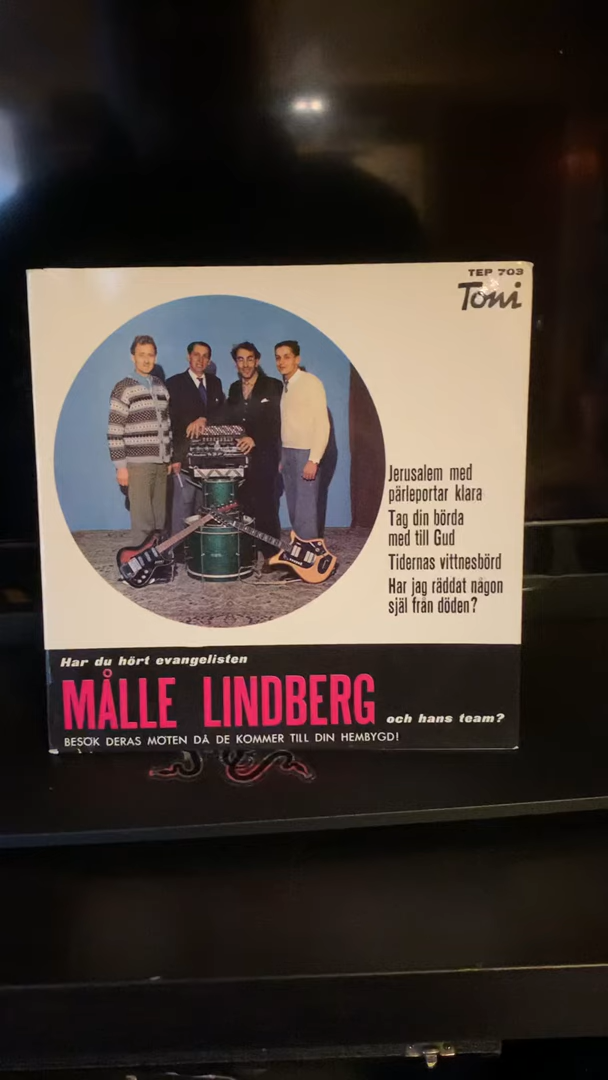 TEP 703
Toni
Jerusalem med
pärleportar klara
Tag din börda
med till Gud
Tidernas vittnesbörd
Har jag räddat någon
själ från döden?
Har du hört evangelisten
MÅLLE LINDBERG och hans team?
BESÖK DERAS MÖTEN DÅ DE KOMMER TILL DIN HEMBYGD!